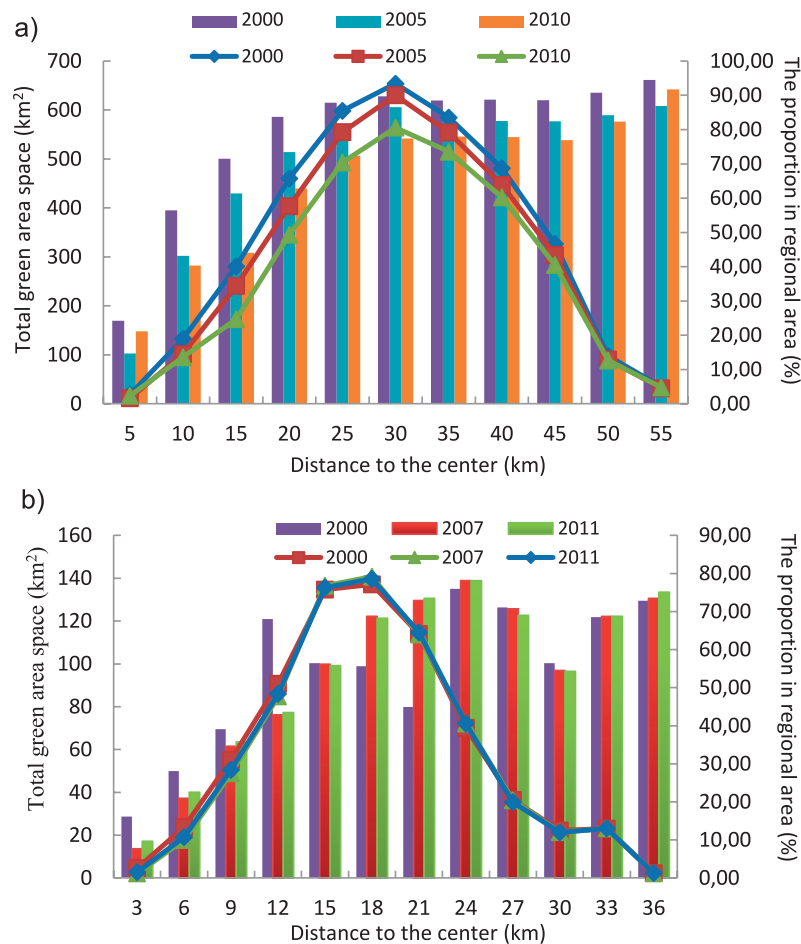 a)
2000 2005 2010
2000 2005 2010
Total green area space (km²)
700
600
500
400
300
200
100
0
100,00
90,00
80,00
70,00
60,00
50,00
40,00
30,00
20,00
10,00
0,00
The proportion in regional area (%)
5 10 15 20 25 30 35 40 45 50 55
Distance to the center (km)
b)
2000 2007 2011
2000 2007 2011
Total green area space (km²)
160
140
120
100
80
60
40
20
0
90,00
80,00
70,00
60,00
50,00
40,00
30,00
20,00
10,00
0,00
The proportion in regional area (%)
3 6 9 12 15 18 21 24 27 30 33 36
Distance to the center (km)